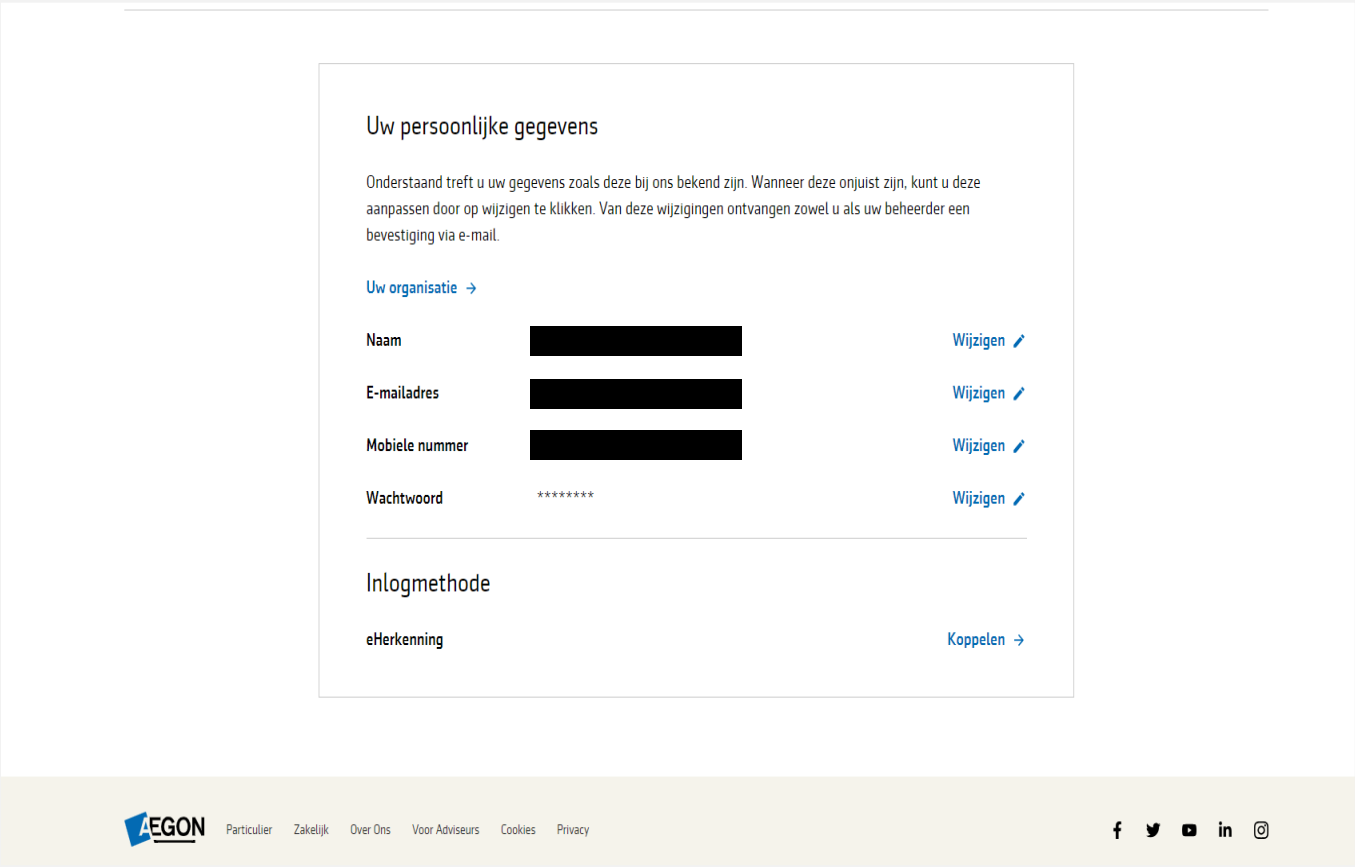 Uw persoonlijke gegevens
Onderstaand treft u uw gegevens zoals deze bij ons bekend zijn. Wanneer deze onjuist zijn, kunt u deze
aanpassen door op wijzigen te klikken. Van deze wijzigingen ontvangen zowel u als uw beheerder een
bevestiging via e-mail.
Uw organisatie →
Naam Wijzigen
E-mailadres Wijzigen
Mobiele nummer Wijzigen
Wachtwoord ******** Wijzigen
Inlogmethode
eHerkenning Koppelen →
AEGON Particulier Zakelijk Over Ons Voor Adviseurs Cookies Privacy